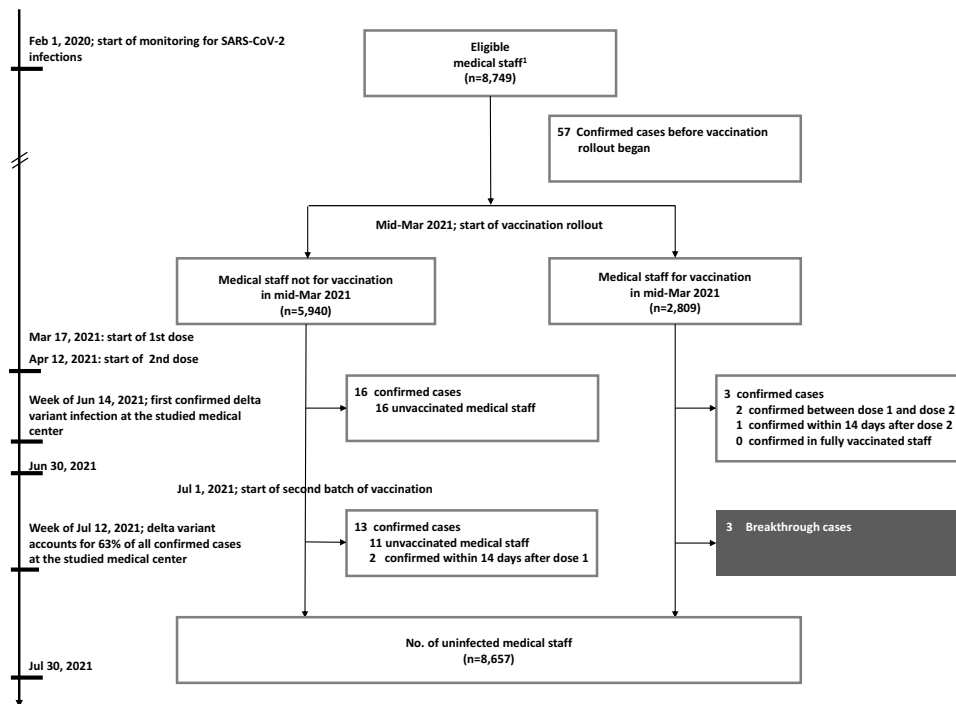 Feb 1, 2020; start of monitoring for SARS-CoV-2
infections
Eligible
medical staff1
(n=8,749)
57 Confirmed cases before vaccination
rollout began
Mid-Mar 2021; start of vaccination rollout
Medical staff not for vaccination
in mid-Mar 2021
(n=5,940)
Medical staff for vaccination
in mid-Mar 2021
(n=2,809)
Mar 17, 2021: start of 1st dose
Apr 12, 2021: start of 2nd dose
Week of Jun 14, 2021; first confirmed delta
variant infection at the studied medical
center
16 confirmed cases
16 unvaccinated medical staff
3 confirmed cases
2 confirmed between dose 1 and dose 2
1 confirmed within 14 days after dose 2
0 confirmed in fully vaccinated staff
Jun 30, 2021
Jul 1, 2021; start of second batch of vaccination
Week of Jul 12, 2021; delta variant
accounts for 63% of all confirmed cases
at the studied medical center
13 confirmed cases
11 unvaccinated medical staff
2 confirmed within 14 days after dose 1
3 Breakthrough cases
No. of uninfected medical staff
(n=8,657)
Jul 30, 2021